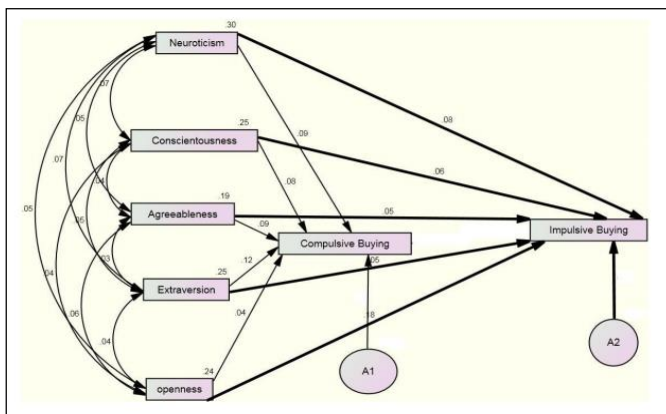 .30
Neuroticism
.07
.08
.05
.09
.25
Conscientousness
.07
.06
.08
.04
.19
.05
Agreeableness
.05
.09
Impulsive Buying
.05
Compulsive Buying
.03
.12
.05
.25
Extraversion
.04
.04
.06
.18
.04
A2
.24
A1
openness